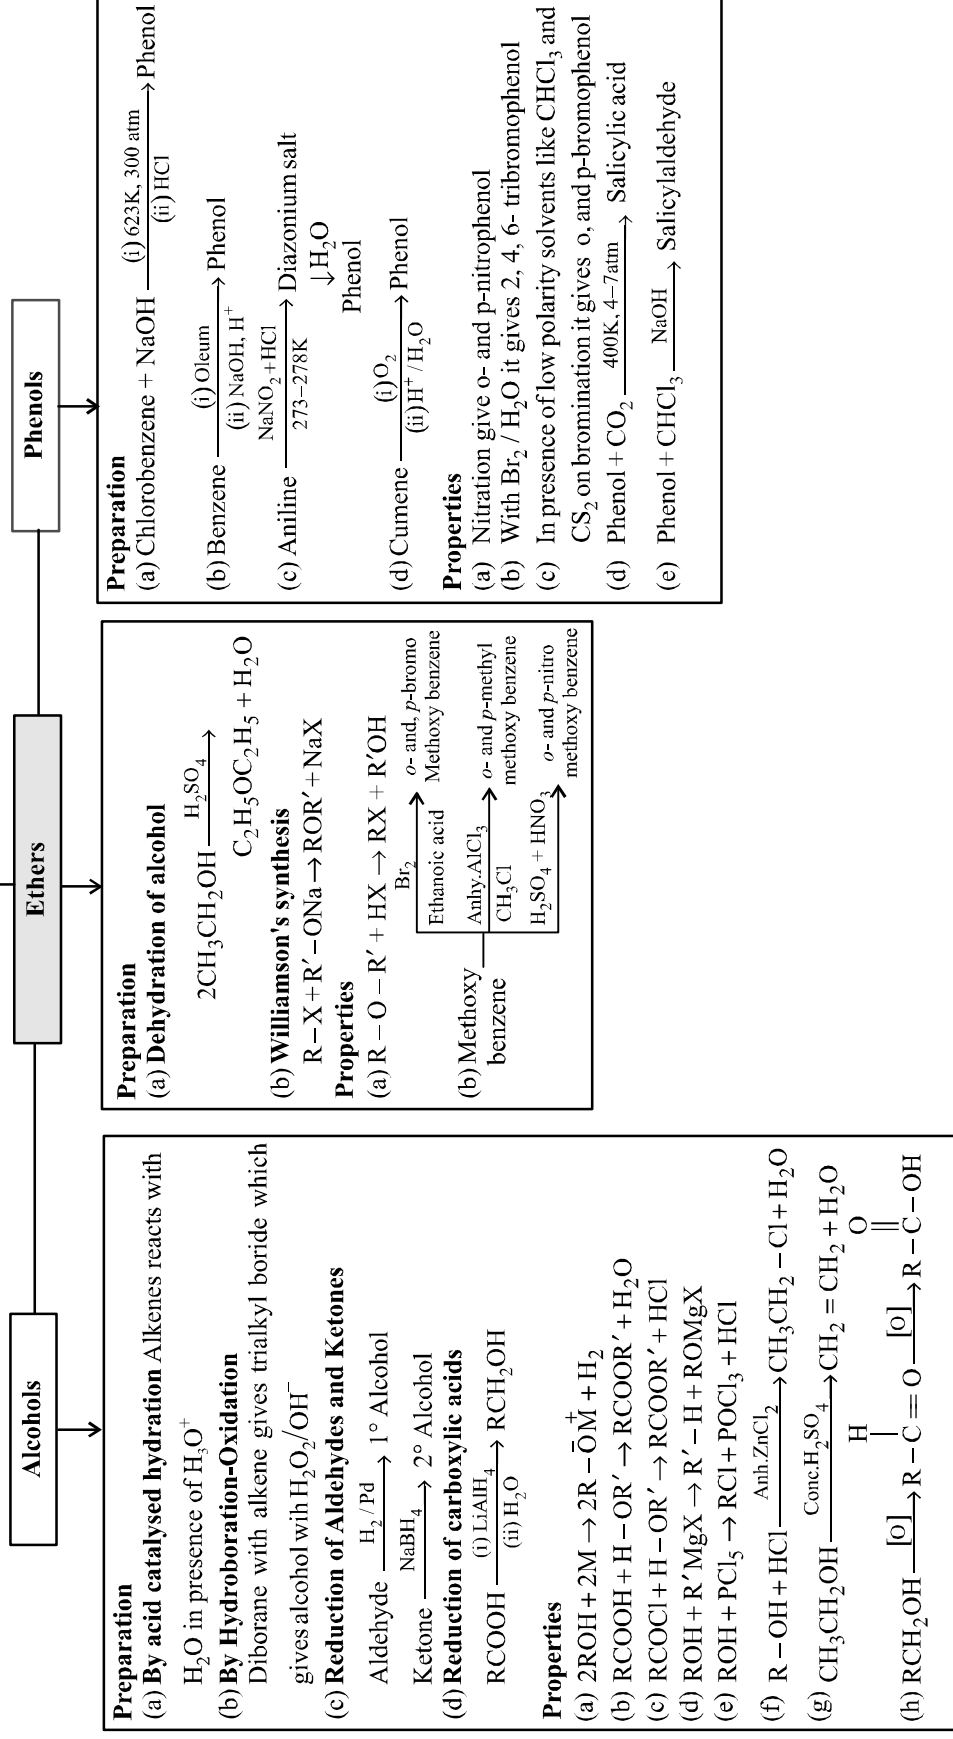 Alcohols
Preparation
(a) By acid catalysed hydration Alkenes reacts with
H₂O in presence of H₃O⁺
(b) By Hydroboration-Oxidation
Diborane with alkene gives trialkyl boride which
gives alcohol wih H₂O₂/OH⁻
(c) Reduction of Aldehydes and Ketones
Aldehyde —H₂ / Pd→ 1° Alcohol
Ketone —NaBH₄→ 2° Alcohol
(d) Reduction of carboxylic acids
RCOOH —(i) LiAlH₄ (ii) H₂O→ RCH₂OH
Properties
(a) 2ROH + 2M → 2R – ŌM⁺ + H₂
(b) RCOOH + H – OR′ → RCOOR′ + H₂O
(c) RCOCl + H – OR′ → RCOOR′ + HCl
(d) ROH + R′MgX → R′ – H + ROMgX
(e) ROH + PCl₅ → RCl + POCl₃ + HCl
(f) R – OH + HCl —Anh.ZnCl₂→ CH₃CH₂ – Cl + H₂O
(g) CH₃CH₂OH —Conc.H₂SO₄→ CH₂ = CH₂ + H₂O
H O
(h) RCH₂OH —[o]→ R – C = O —[o]→ R – C – OH
Ethers
Preparation
(a) Dehydration of alcohol
2CH₃CH₂OH —H₂SO₄→
C₂H₅OC₂H₅ + H₂O
(b) Williamson's synthesis
R – X + R′ – ONa → ROR′ + NaX
Properties
(a) R – O – R′ + HX → RX + R′OH
(b) Methoxy
benzene
Br₂
Ethanoic acid
o- and, p-bromo
Methoxy benzene
Anhy.AlCl₃
CH₃Cl
o- and p-methyl
methoxy benzene
H₂SO₄ + HNO₃
o- and p-nitro
methoxy benzene
Phenols
Preparation
(a) Chlorobenzene + NaOH —(i) 623K, 300 atm (ii) HCl→ Phenol
(b) Benzene —(i) Oleum (ii) NaOH, H⁺→ Phenol
(c) Aniline —NaNO₂+HCl 273–278K→ Diazonium salt
↓H₂O
Phenol
(d) Cumene —(i) O₂ (ii) H⁺ / H₂O→ Phenol
Properties
(a) Nitration give o- and p-nitrophenol
(b) With Br₂ / H₂O it gives 2, 4, 6- tribromophenol
(c) In presence of low polarity solvents like CHCl₃ and
CS₂ on bromination it gives o, and p-bromophenol
(d) Phenol + CO₂ —400K, 4–7atm→ Salicylic acid
(e) Phenol + CHCl₃ —NaOH→ Salicylaldehyde